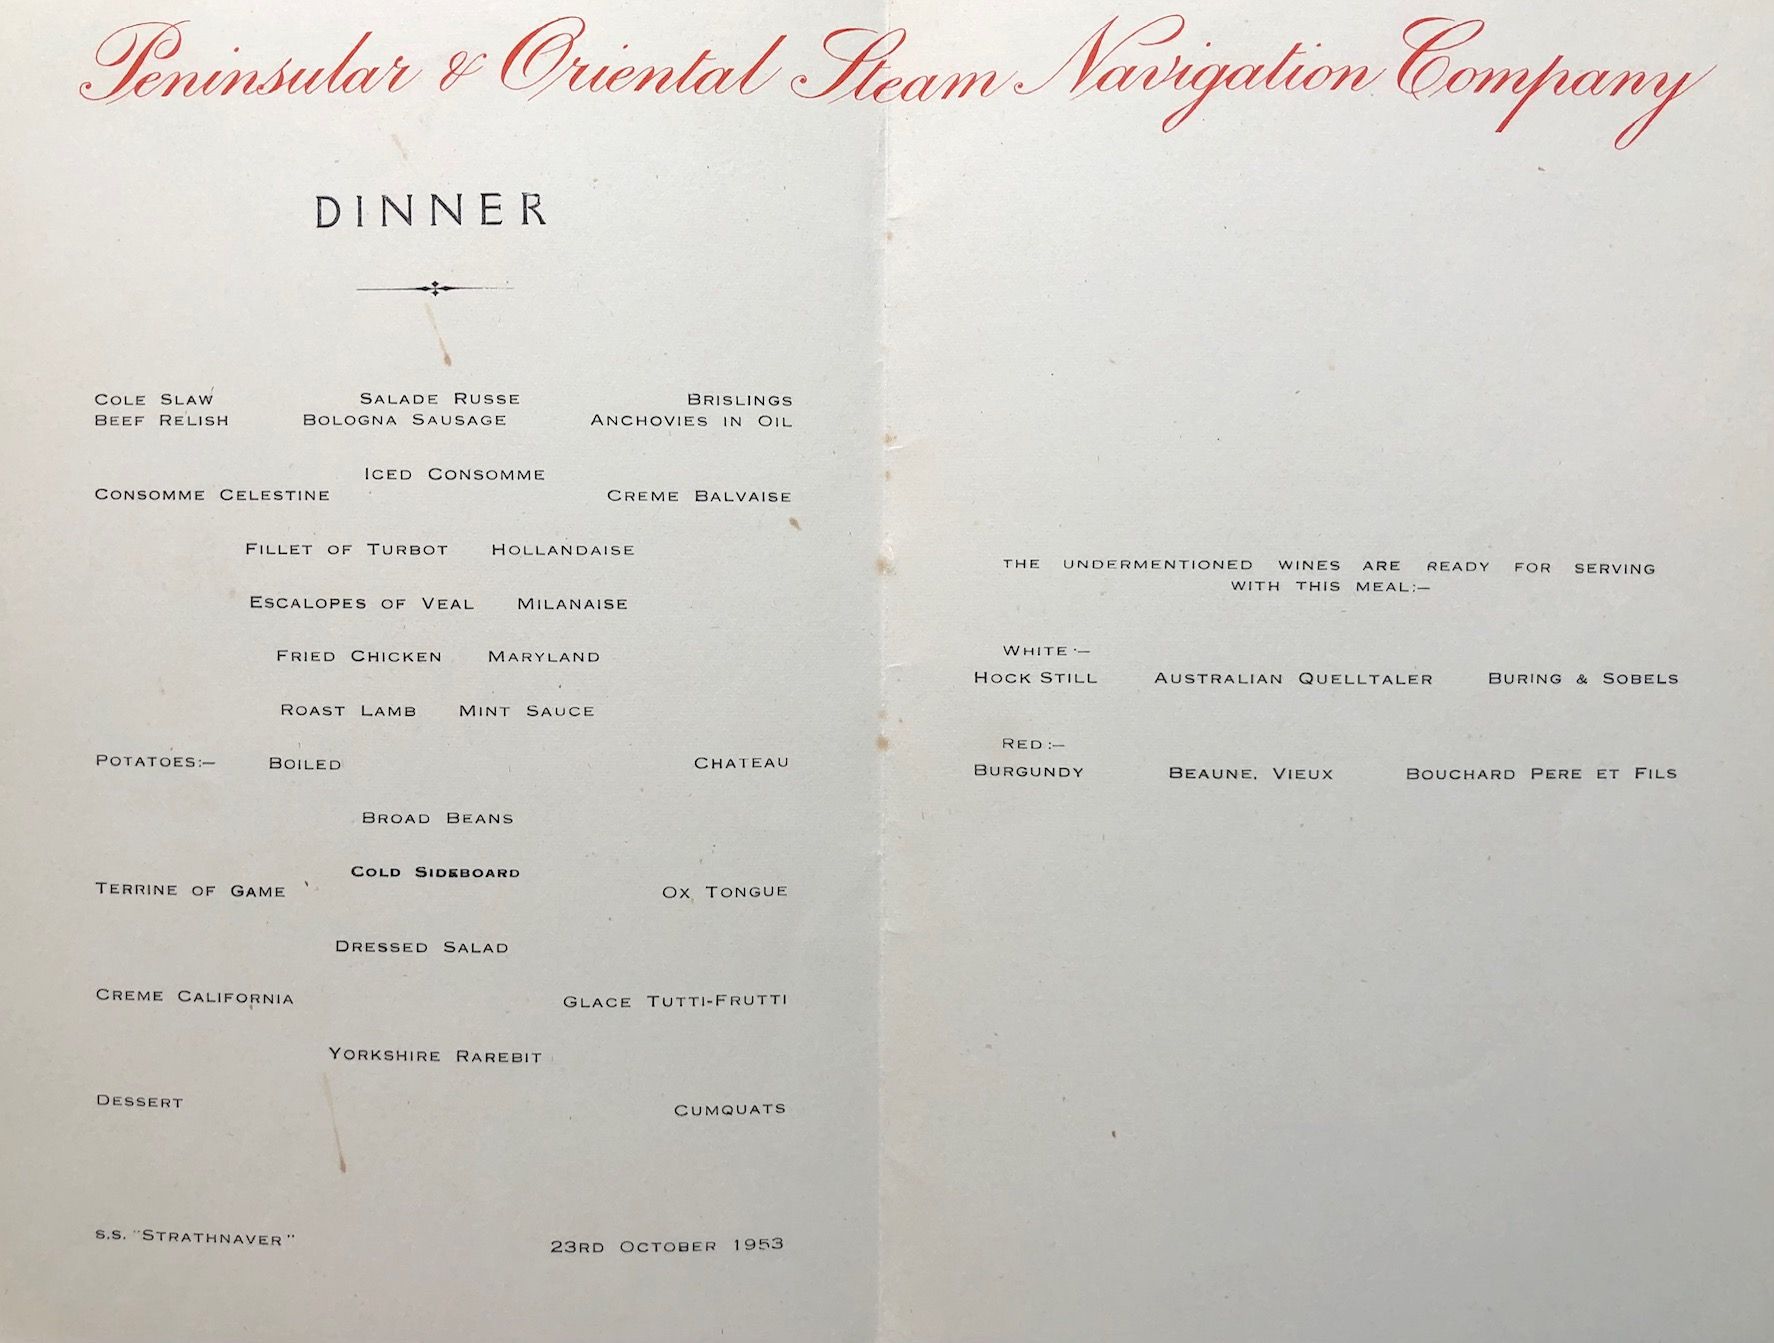 Peninsular & Oriental Steam Navigation Company
DINNER
COLE SLAW SALADE RUSSE BRISLINGS
BEEF RELISH BOLOGNA SAUSAGE ANCHOVIES IN OIL
ICED CONSOMME
CONSOMME CELESTINE CREME BALVAISE
FILLET OF TURBOT HOLLANDAISE
ESCALOPES OF VEAL MILANAISE
FRIED CHICKEN MARYLAND
ROAST LAMB MINT SAUCE
POTATOES:— BOILED CHATEAU
BROAD BEANS
COLD SIDEBOARD
TERRINE OF GAME OX TONGUE
DRESSED SALAD
CREME CALIFORNIA GLACE TUTTI-FRUTTI
YORKSHIRE RAREBIT
DESSERT CUMQUATS
S.S. "STRATHNAVER" 23RD OCTOBER 1953
THE UNDERMENTIONED WINES ARE READY FOR SERVING
WITH THIS MEAL:—
WHITE:—
HOCK STILL AUSTRALIAN QUELLTALER BURING & SOBELS
RED:—
BURGUNDY BEAUNE, VIEUX BOUCHARD PERE ET FILS